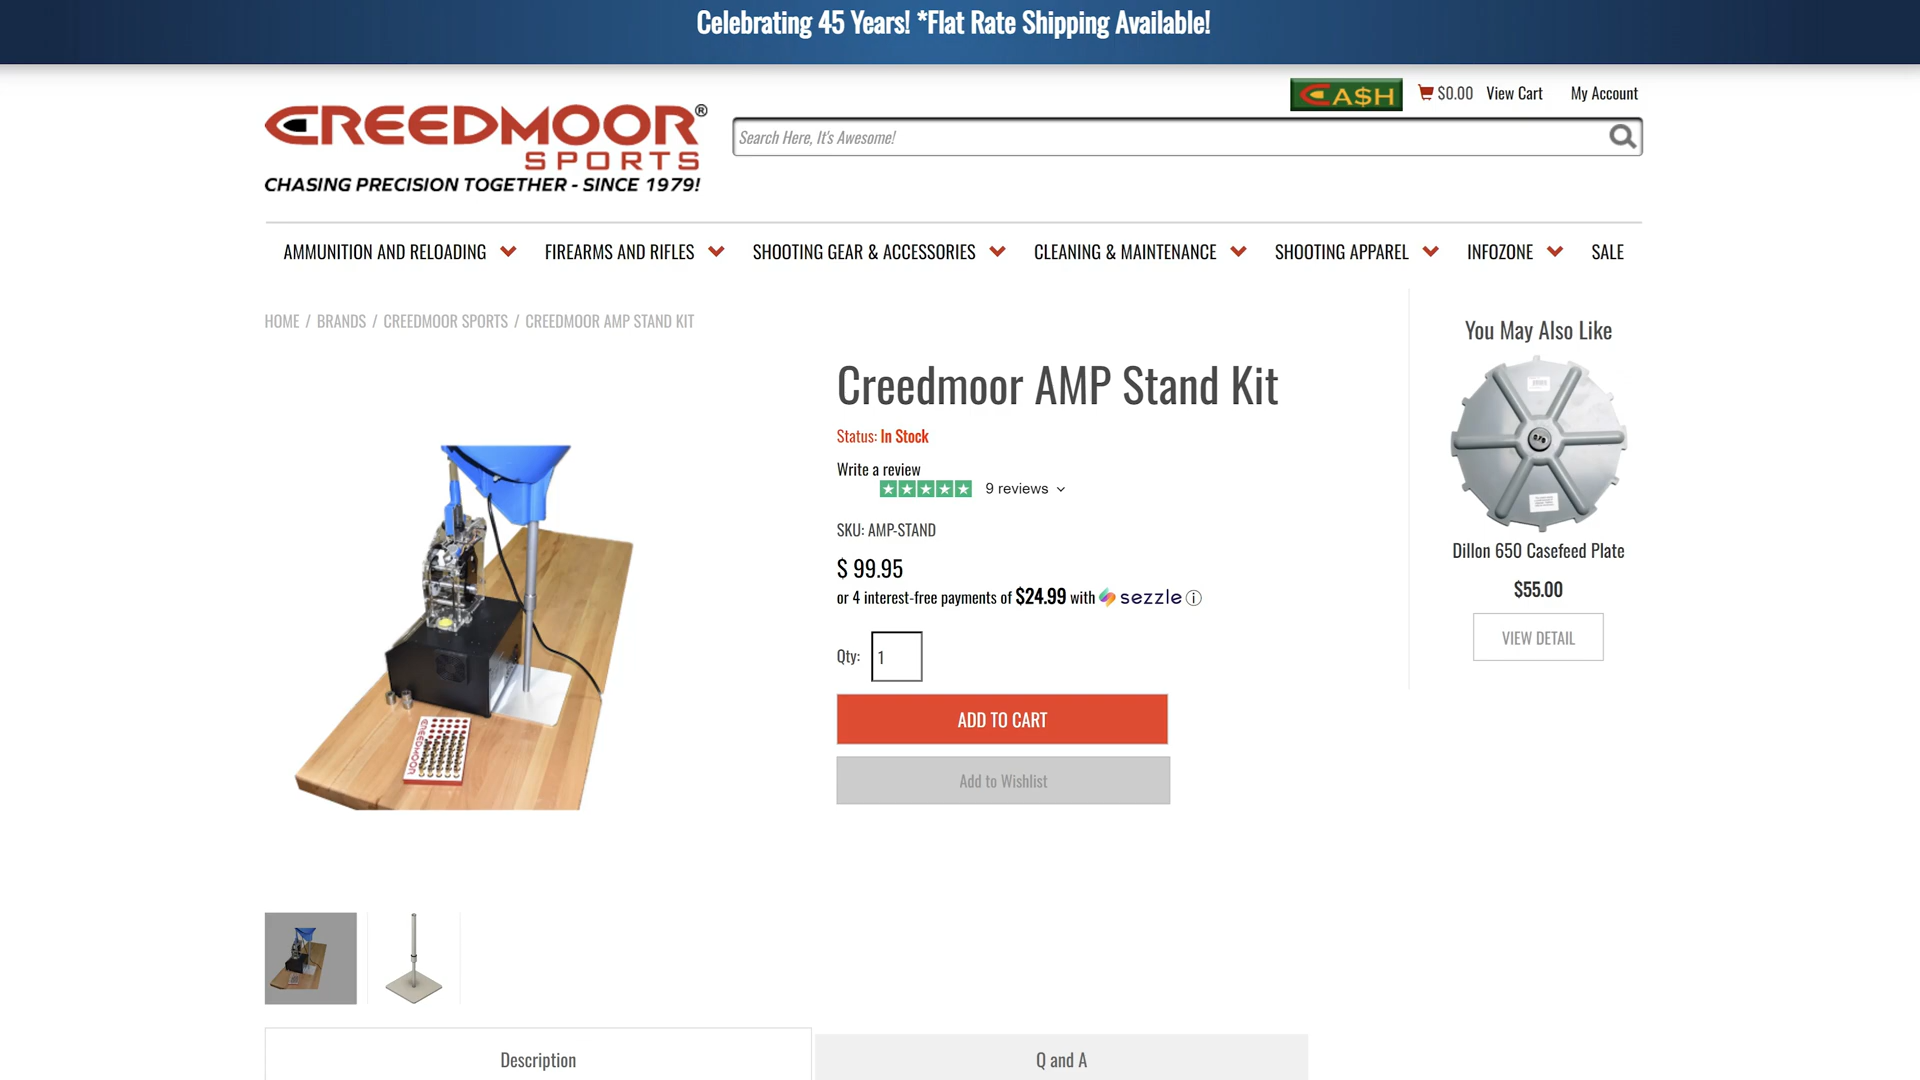 Celebrating 45 Years! *Flat Rate Shipping Available!
CA$H
$0.00 View Cart My Account
CREEDMOOR®
SPORTS
CHASING PRECISION TOGETHER - SINCE 1979!
Search Here, It's Awesome!
AMMUNITION AND RELOADING FIREARMS AND RIFLES SHOOTING GEAR & ACCESSORIES CLEANING & MAINTENANCE SHOOTING APPAREL INFOZONE SALE
HOME / BRANDS / CREEDMOOR SPORTS / CREEDMOOR AMP STAND KIT
CREEDMOOR
Creedmoor AMP Stand Kit
Status: In Stock
Write a review
9 reviews
SKU: AMP-STAND
$ 99.95
or 4 interest-free payments of $24.99 with sezzle
Qty: 1
ADD TO CART
Add to Wishlist
You May Also Like
Dillon 650 Casefeed Plate
$55.00
VIEW DETAIL
Description
Q and A